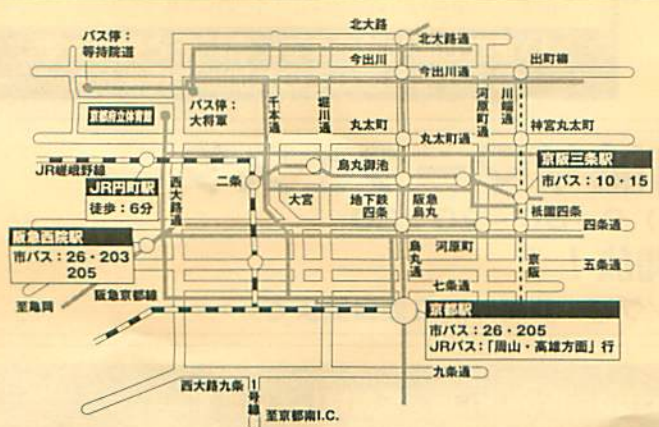 北大路
バス停:
等持院道
北大路通
今出川
今出川通
出町柳
京都府立体育館
バス停:
大将軍
千本通
堀川通
河原町通
川端通
丸太町
丸太町通
神宮丸太町
JR嵯峨野線
烏丸御池
京阪三条駅
市バス:10・15
JR円町駅
徒歩:6分
西大路通
二条
大宮
地下鉄
四条
阪急
烏丸
祇園四条
四条通
阪急西院駅
市バス:26・203
205
烏丸通
河原町
京阪
五条通
七条通
至亀岡
阪急京都線
京都駅
市バス:26・205
JRバス:「周山・高雄方面」行
西大路九条
1号線
九条通
至京都南I.C.